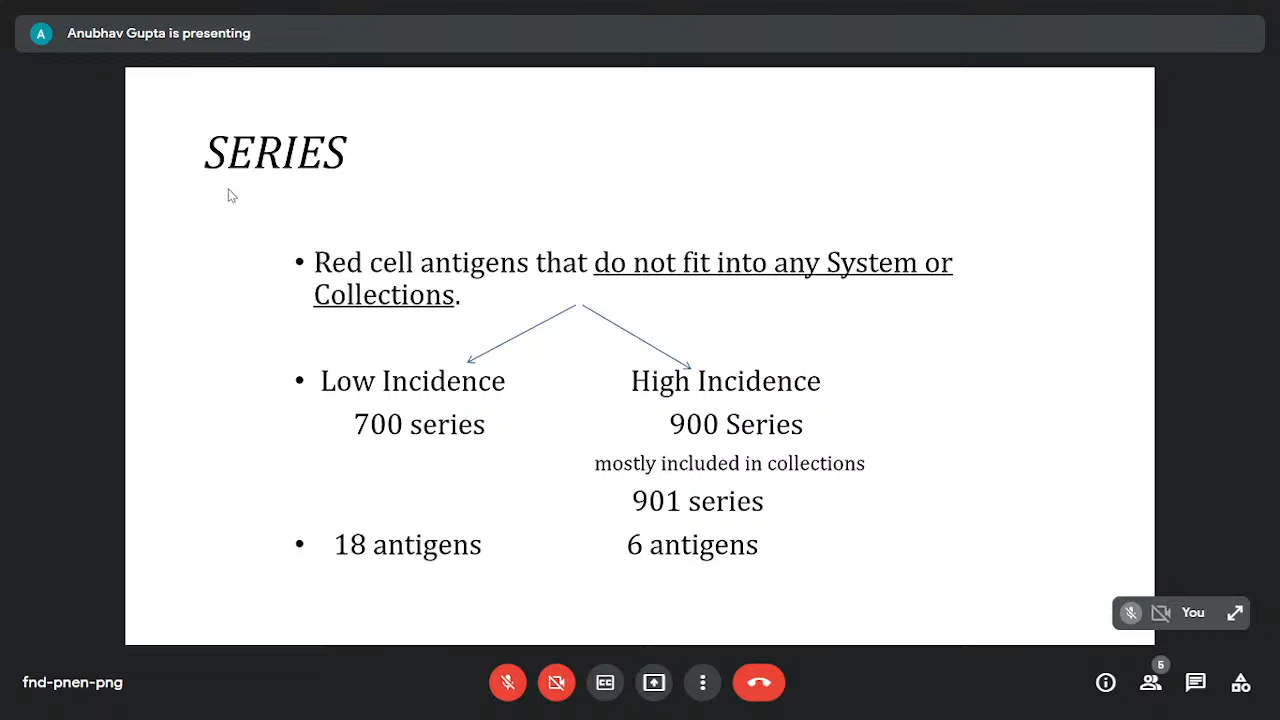 A Anubhav Gupta is presenting
SERIES
• Red cell antigens that do not fit into any System or
Collections.
• Low Incidence High Incidence
700 series 900 Series
mostly included in collections
901 series
• 18 antigens 6 antigens
You
fnd-pnen-png
CC
5